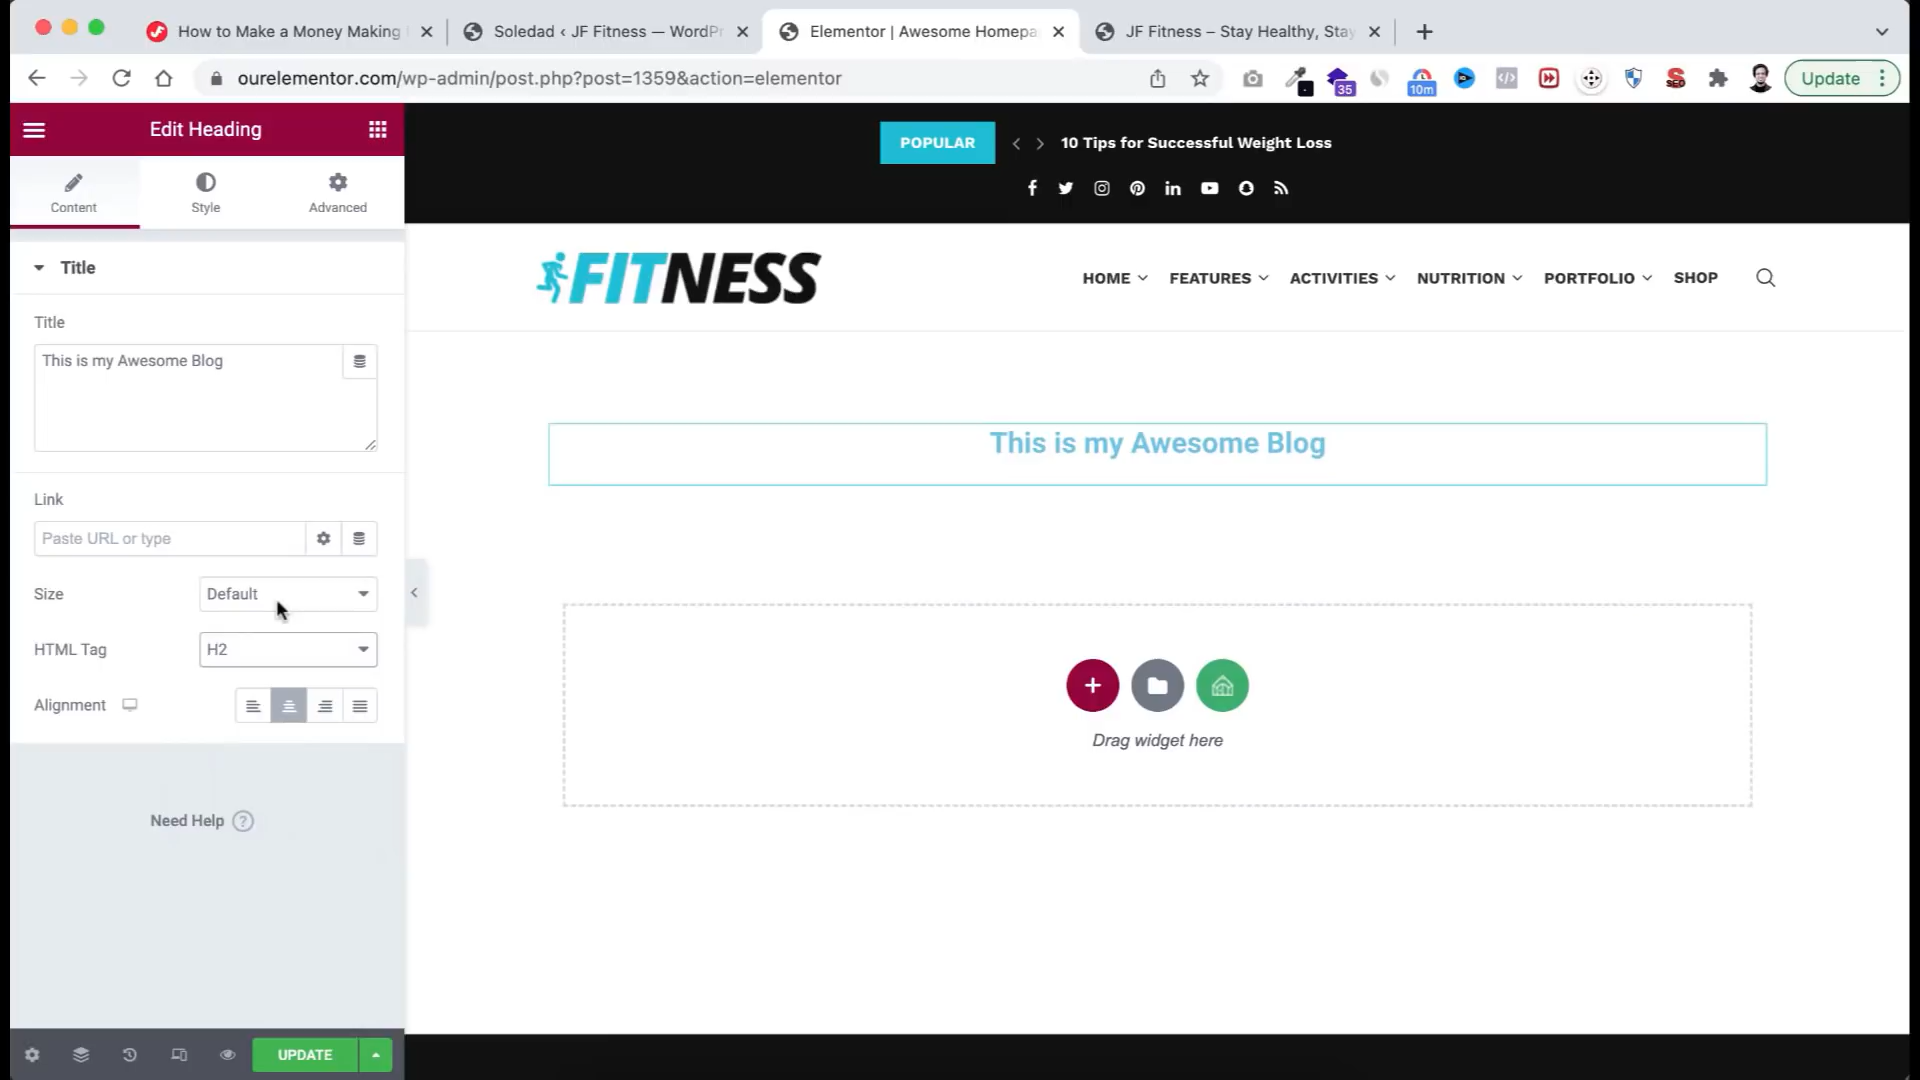 How to Make a Money Making
Soledad ‹ JF Fitness — WordPr
Elementor | Awesome Homepa
JF Fitness – Stay Healthy, Stay
ourelementor.com/wp-admin/post.php?post=1359&action=elementor
35
10m
SEO
Update
Edit Heading
Content
Style
Advanced
Title
Title
This is my Awesome Blog
Link
Paste URL or type
Size
Default
HTML Tag
H2
Alignment
Need Help
UPDATE
POPULAR
10 Tips for Successful Weight Loss
FITNESS
HOME
FEATURES
ACTIVITIES
NUTRITION
PORTFOLIO
SHOP
This is my Awesome Blog
Drag widget here